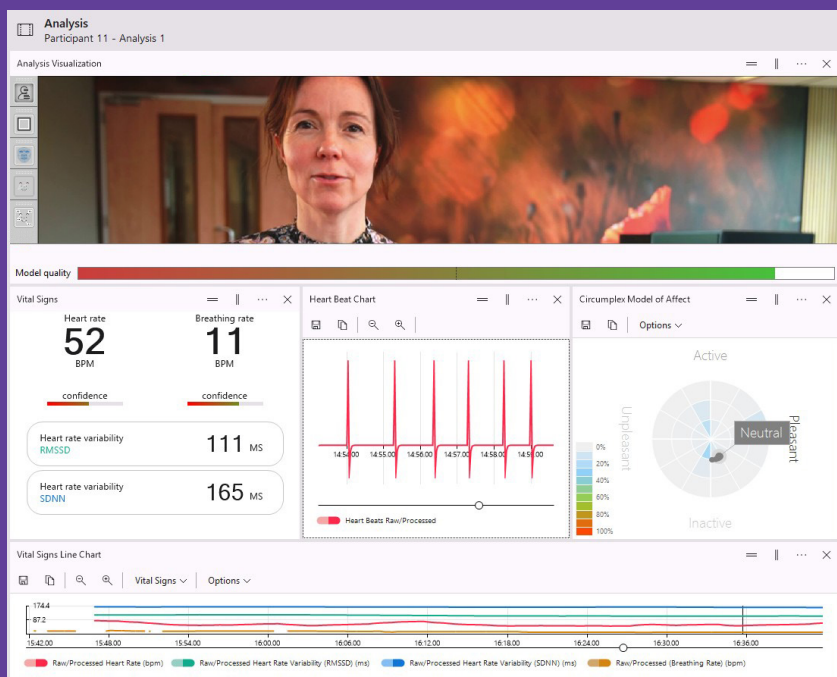 Analysis
Participant 11 - Analysis 1
Analysis Visualization
Model quality
Vital Signs
Heart rate
Breathing rate
52
11
BPM
BPM
confidence
confidence
Heart rate variability
RMSSD
111 MS
Heart rate variability
SDNN
165 MS
Heart Beat Chart
14:54:00 14:55:00 14:56:00 14:57:00 14:58:00 14:59:00
Heart Beats Raw/Processed
Circumplex Model of Affect
Options
Active
Unpleasant
Pleasant
Neutral
Inactive
0%
20%
40%
60%
80%
100%
Vital Signs Line Chart
Vital Signs
Options
174.4
87.2
15:42:00 15:48:00 15:54:00 16:00:00 16:06:00 16:12:00 16:18:00 16:24:00 16:30:00 16:36:00
Raw/Processed Heart Rate (bpm) Raw/Processed Heart Rate Variability (RMSSD) (ms) Raw/Processed Heart Rate Variability (SDNN) (ms) Raw/Processed (Breathing Rate) (bpm)